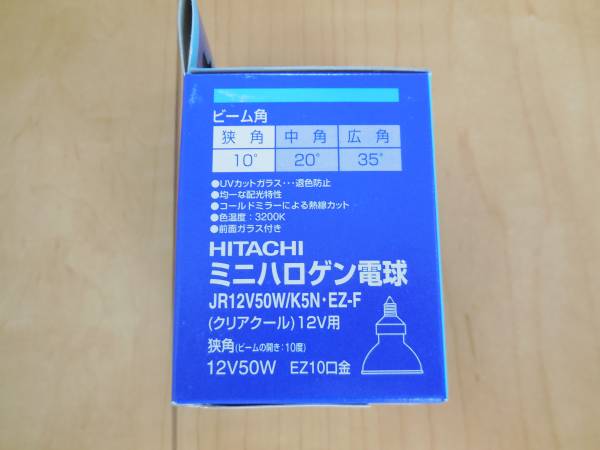 ビーム角
狭角 中角 広角
10° 20° 35°
●UVカットガラス‥‥退色防止
●均一な配光特性
●コールドミラーによる熱線カット
●色温度：3200K
●前面ガラス付き
HITACHI
ミニハロゲン電球
JR12V50W/K5N・EZ-F
(クリアクール)12V用
狭角(ビームの開き：10度)
12V50W EZ10口金